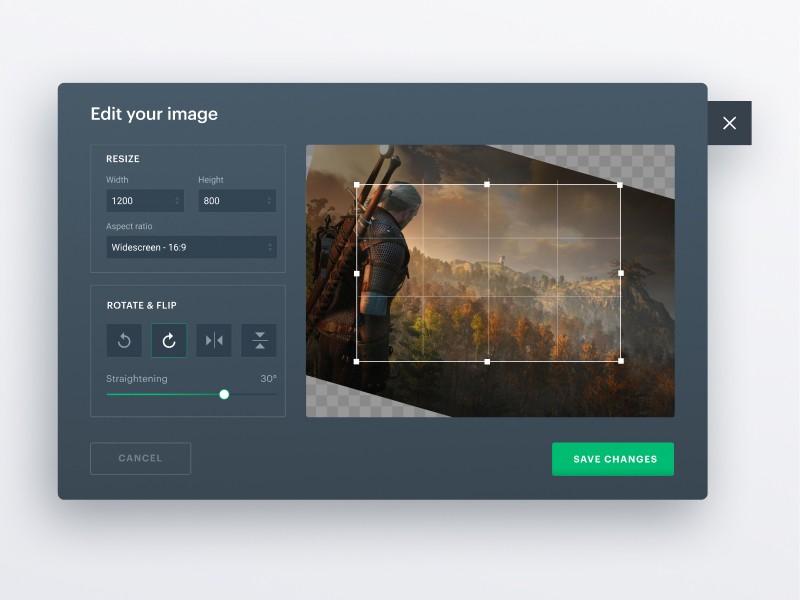 Edit your image
RESIZE
Width Height
1200 800
Aspect ratio
Widescreen - 16:9
ROTATE & FLIP
Straightening 30°
CANCEL
SAVE CHANGES